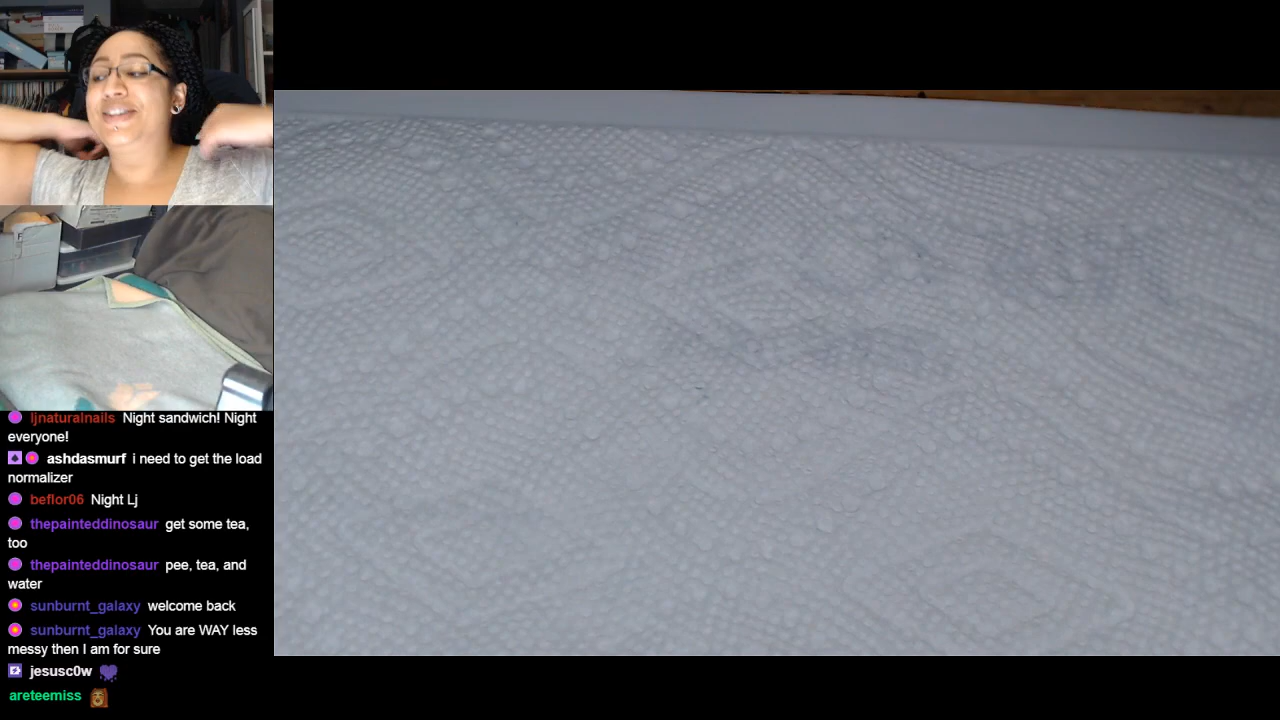 ljnaturalnails Night sandwich! Night
everyone!
ashdasmurf i need to get the load
normalizer
beflor06 Night Lj
thepainteddinosaur get some tea,
too
thepainteddinosaur pee, tea, and
water
sunburnt_galaxy welcome back
sunburnt_galaxy You are WAY less
messy then I am for sure
jesusc0w
areteemiss